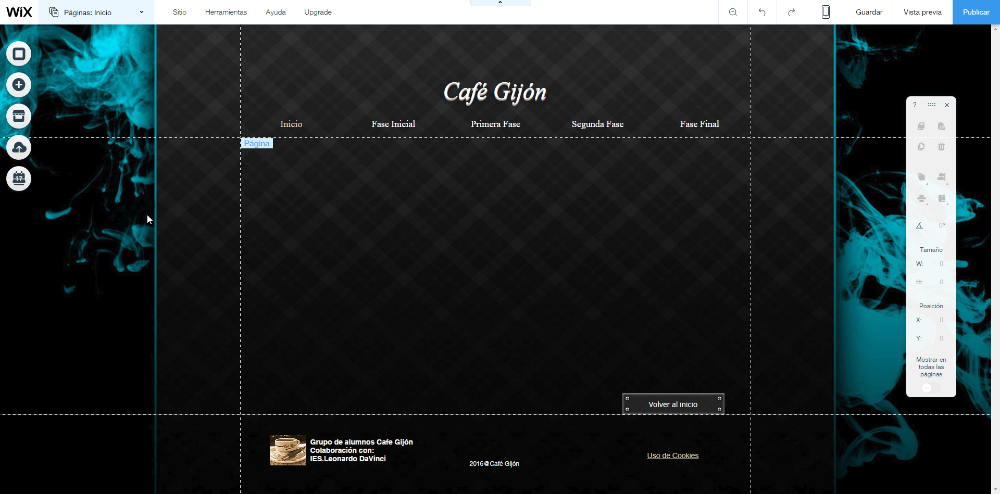 WiX
Páginas: Inicio
Sitio
Herramientas
Ayuda
Upgrade
Guardar
Vista previa
Publicar
Café Gijón
Inicio
Fase Inicial
Primera Fase
Segunda Fase
Fase Final
Página
17
?
0°
Tamaño
W: 0
H: 0
Posición
X: 0
Y: 0
Mostrar en
todas las
páginas
Volver al inicio
Grupo de alumnos Cafe Gijón
Colaboración con:
IES.Leonardo DaVinci
2016@Café Gijón
Uso de Cookies